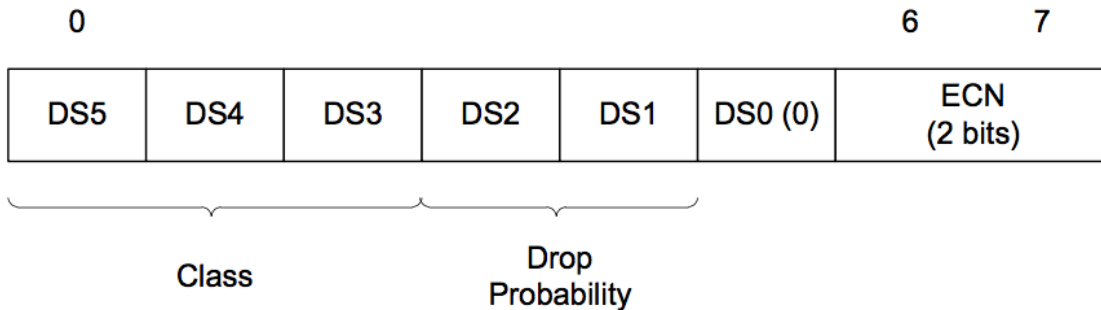 0 6 7
DS5 DS4 DS3 DS2 DS1 DS0 (0) ECN
(2 bits)
Class Drop
Probability